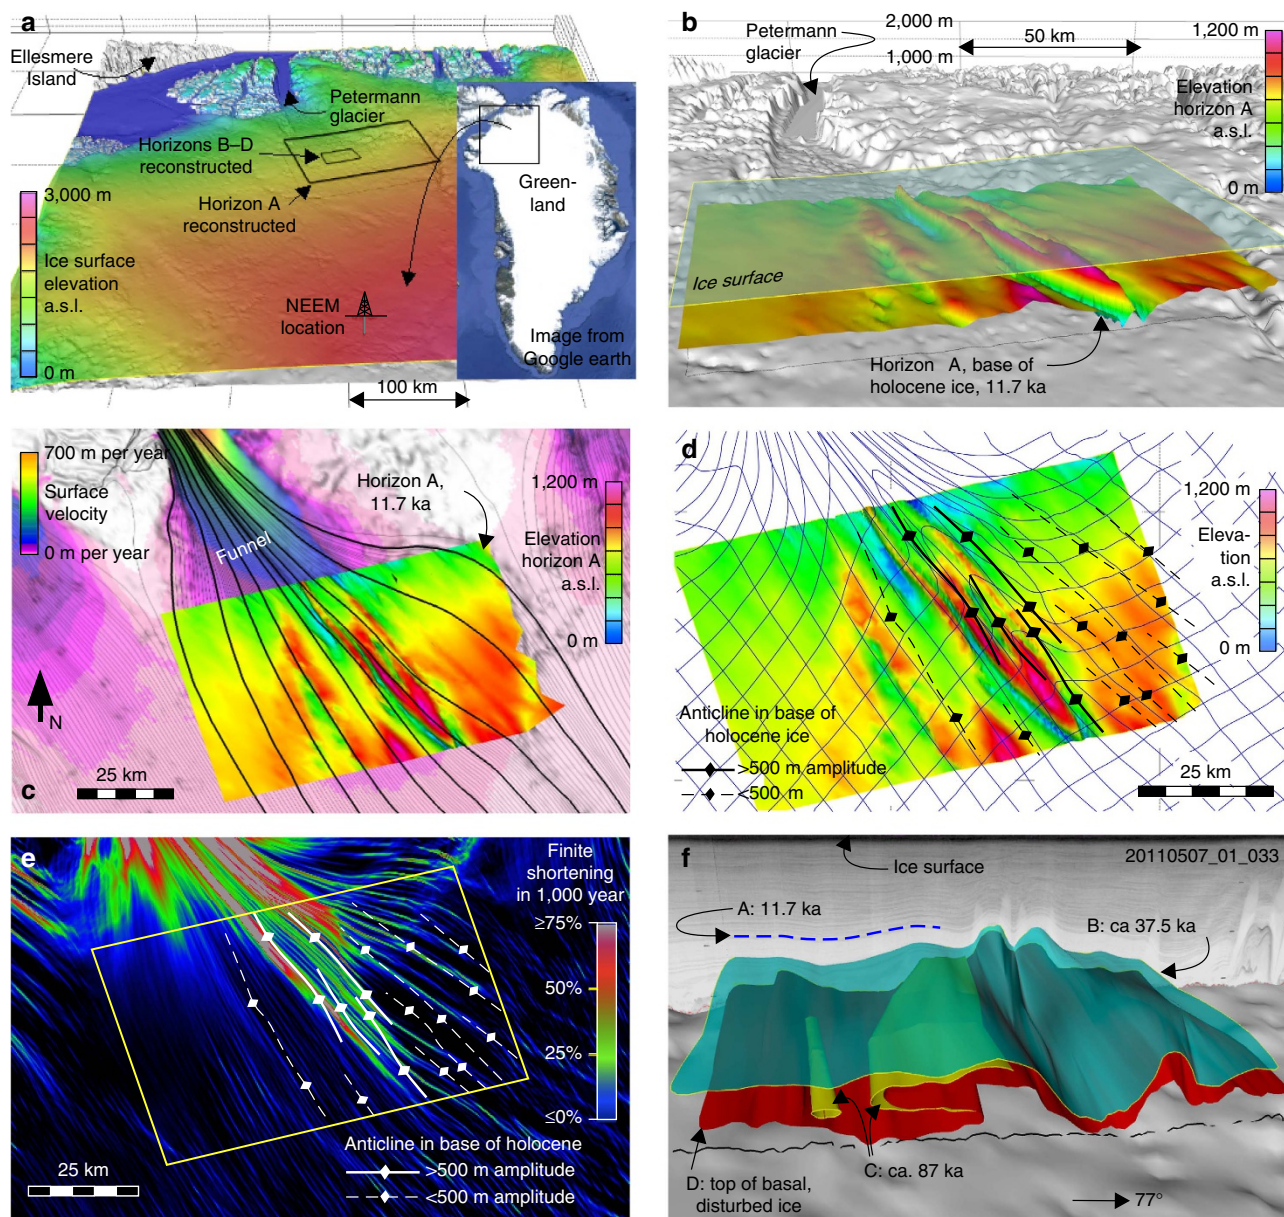 a
Ellesmere
Island
Petermann
glacier
Horizons B–D
reconstructed
Horizon A
reconstructed
3,000 m
Ice surface
elevation
a.s.l.
0 m
NEEM
location
Green-
land
Image from
Google earth
100 km
b
Petermann
glacier
2,000 m
1,000 m
50 km
1,200 m
Elevation
horizon A
a.s.l.
0 m
Ice surface
Horizon A, base of
holocene ice, 11.7 ka
700 m per year
Surface
velocity
0 m per year
Funnel
Horizon A,
11.7 ka
1,200 m
Elevation
horizon A
a.s.l.
0 m
N
25 km
c
d
1,200 m
Eleva-
tion
a.s.l.
0 m
Anticline in base of
holocene ice
>500 m amplitude
<500 m
25 km
e
Finite
shortening
in 1,000 year
≥75%
50%
25%
≤0%
Anticline in base of holocene
>500 m amplitude
<500 m amplitude
25 km
f
20110507_01_033
Ice surface
A: 11.7 ka
B: ca 37.5 ka
C: ca. 87 ka
D: top of basal,
disturbed ice
77°